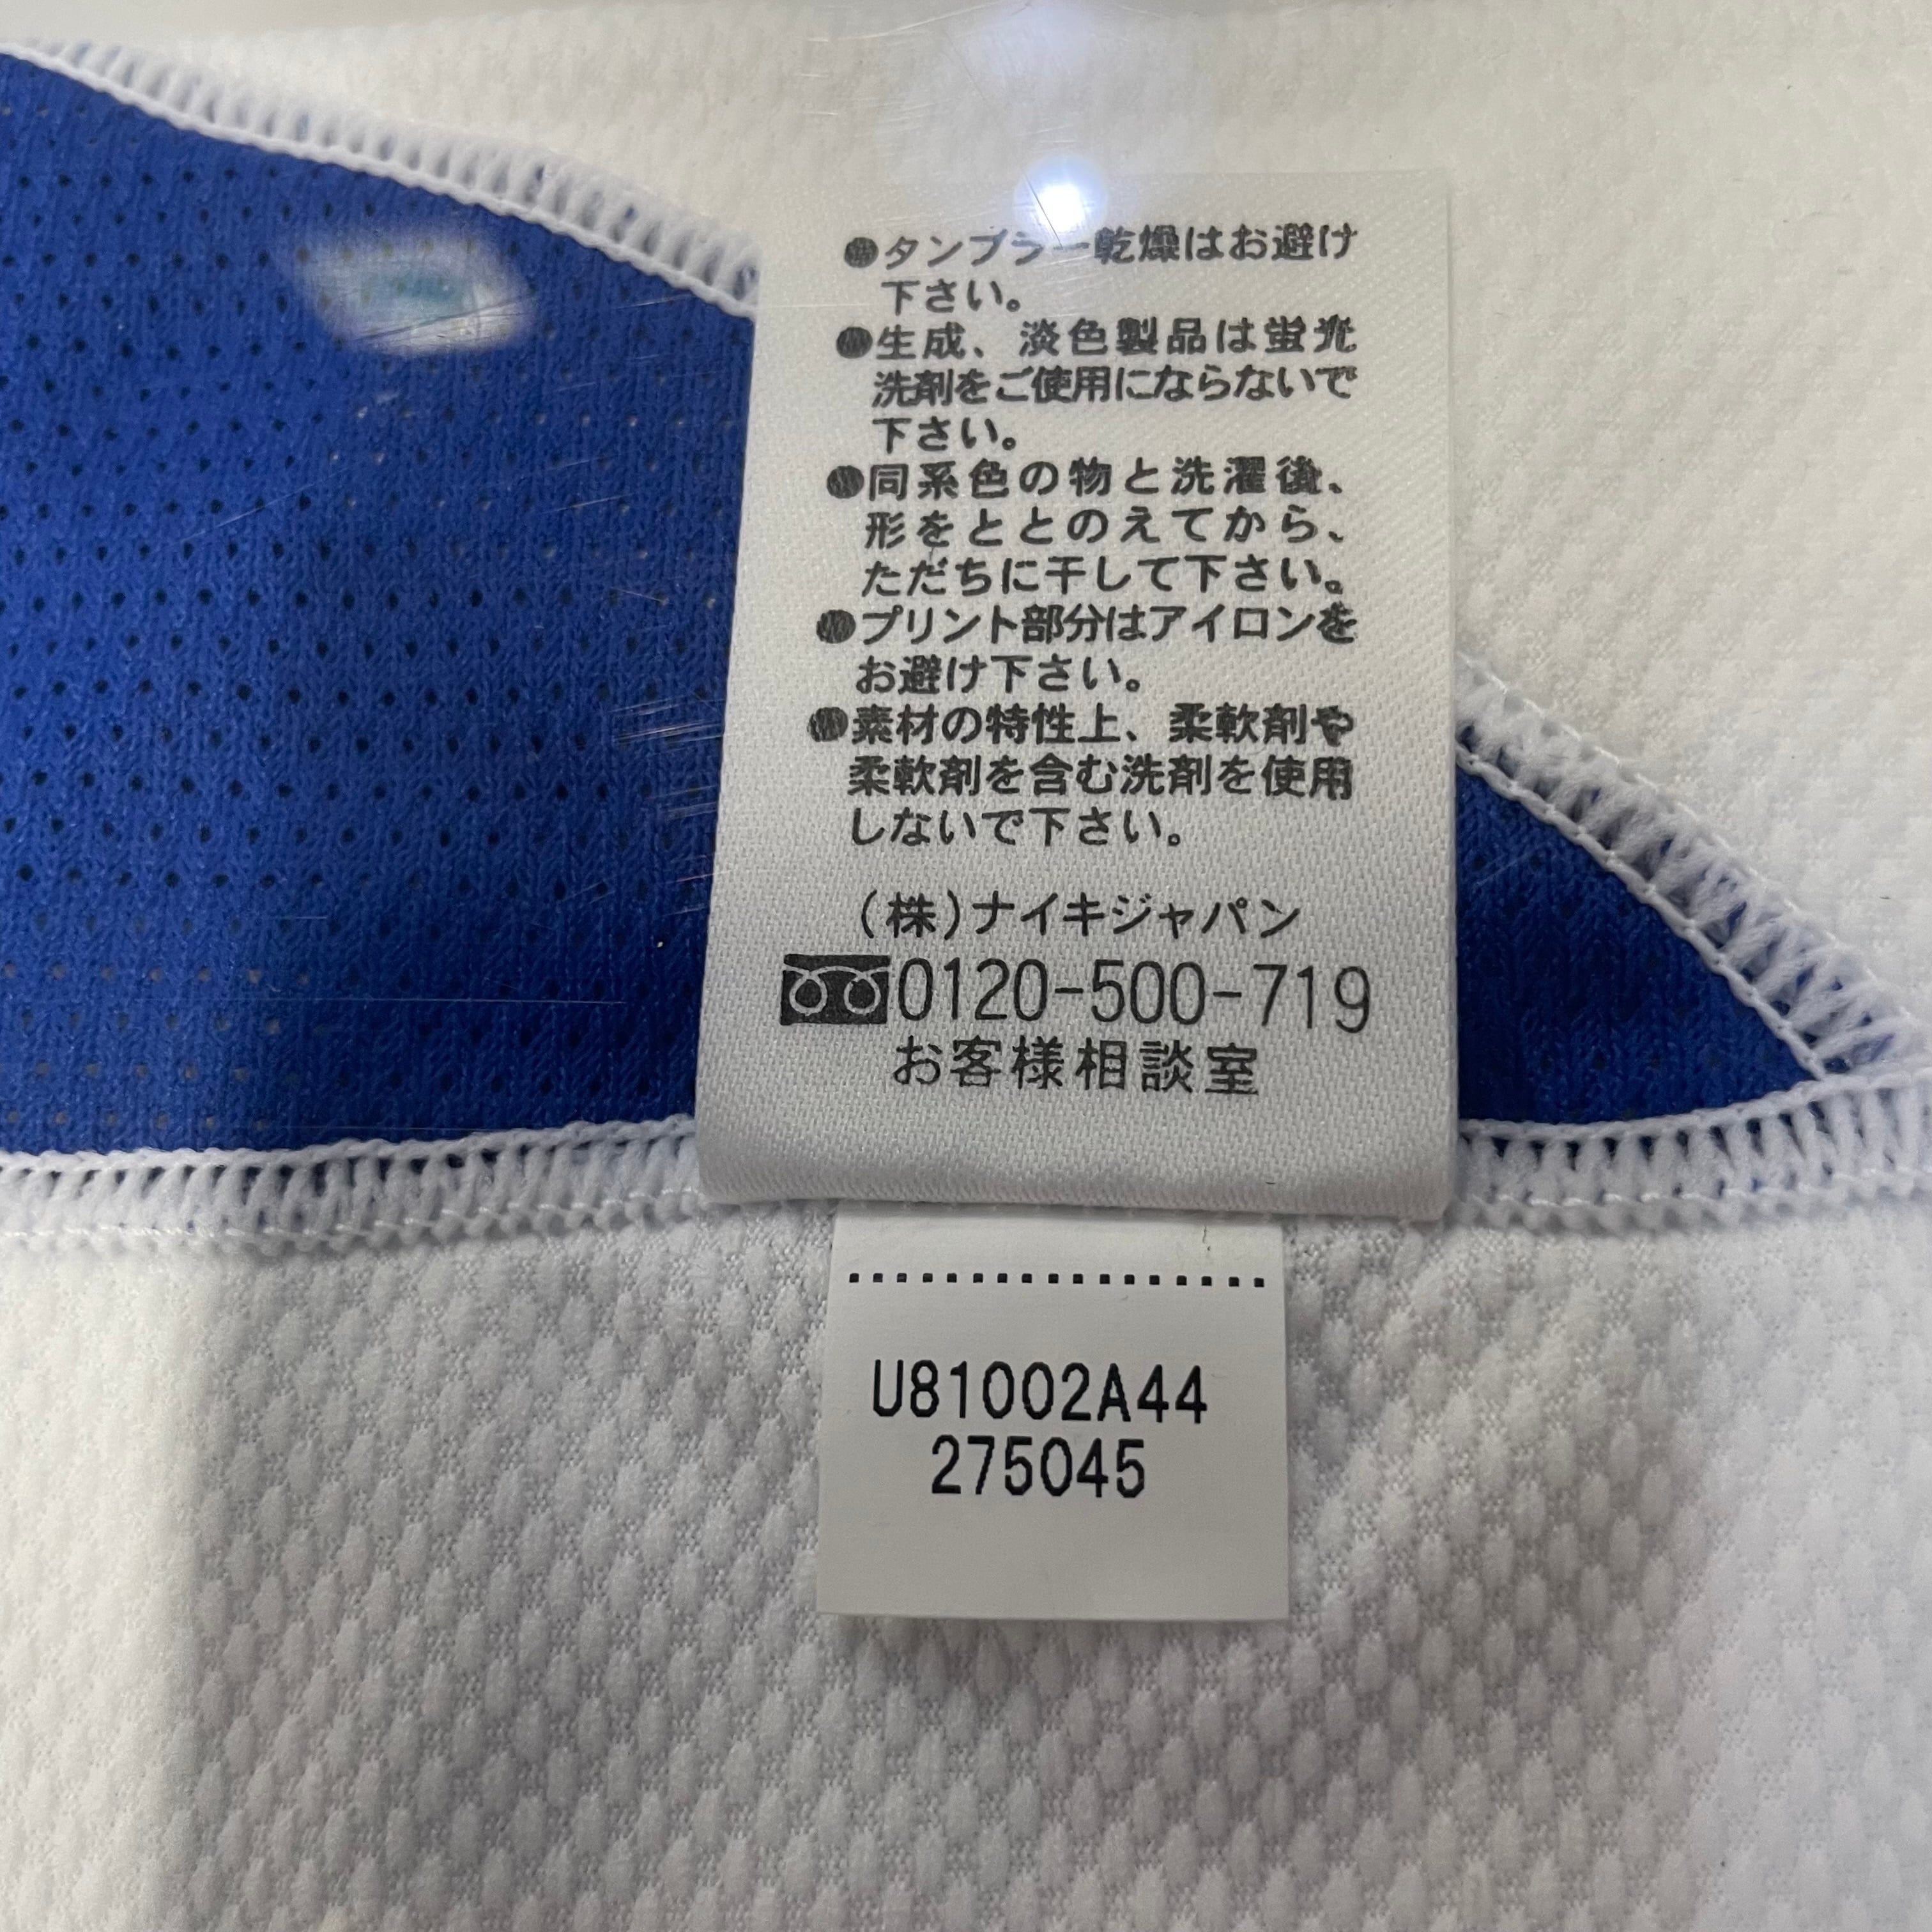 ●タンブラー乾燥はお避け
下さい。
●生成、淡色製品は蛍光
洗剤をご使用にならないで
下さい。
●同系色の物と洗濯後、
形をととのえてから、
ただちに干して下さい。
●プリント部分はアイロンを
お避け下さい。
●素材の特性上、柔軟剤や
柔軟剤を含む洗剤を使用
しないで下さい。
(株)ナイキジャパン
0120-500-719
お客様相談室
U81002A44
275045